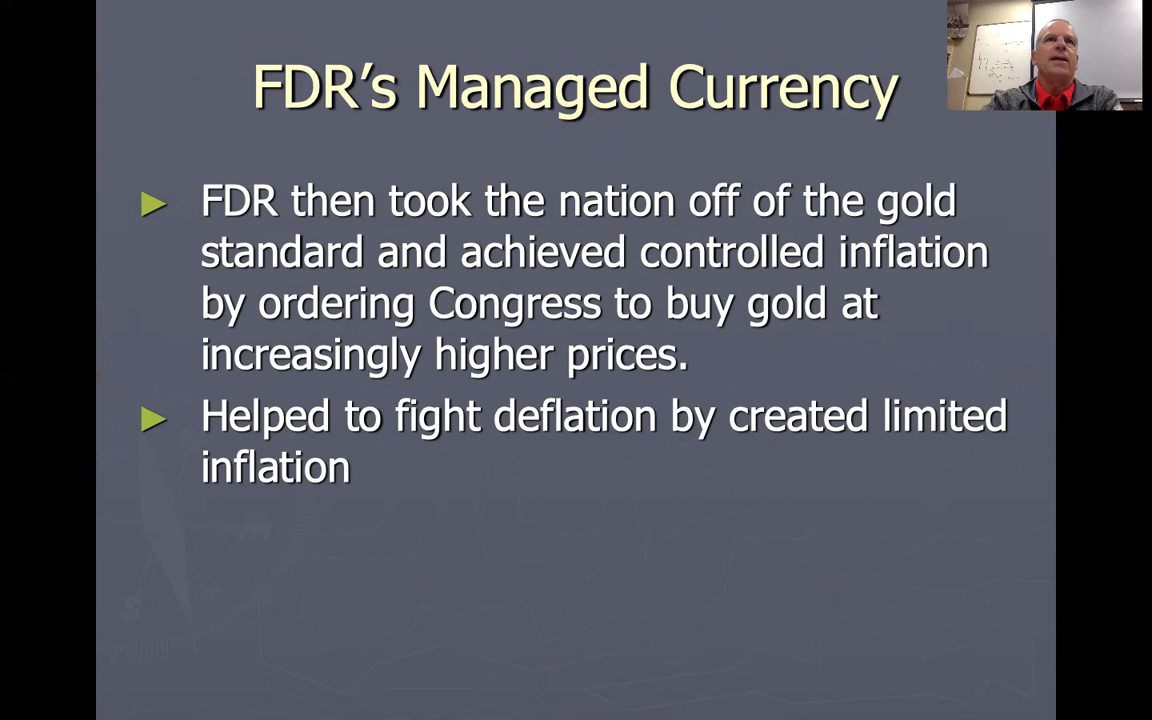 FDR’s Managed Currency
FDR then took the nation off of the gold
standard and achieved controlled inflation
by ordering Congress to buy gold at
increasingly higher prices.
Helped to fight deflation by created limited
inflation